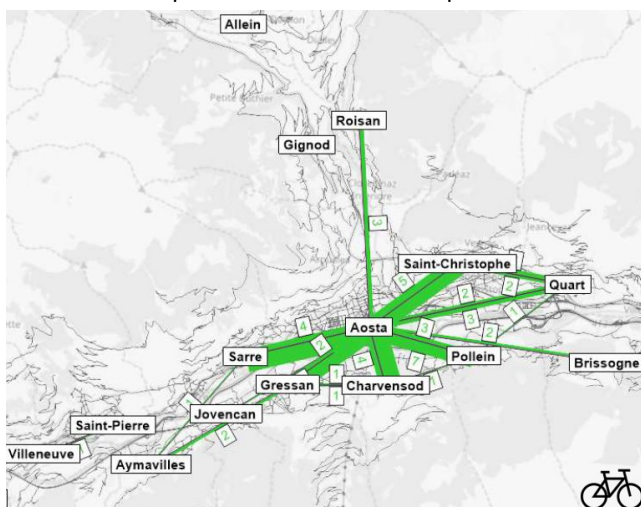 Allein
Roisan
Gignod
3
Saint-Christophe
5
2
Quart
2
1
Aosta
3
3
2
4
2
Sarre
4
7
Pollein
Brissogne
Gressan
1
Charvensod
1
1
Jovencan
Saint-Pierre
2
Villeneuve
Aymavilles